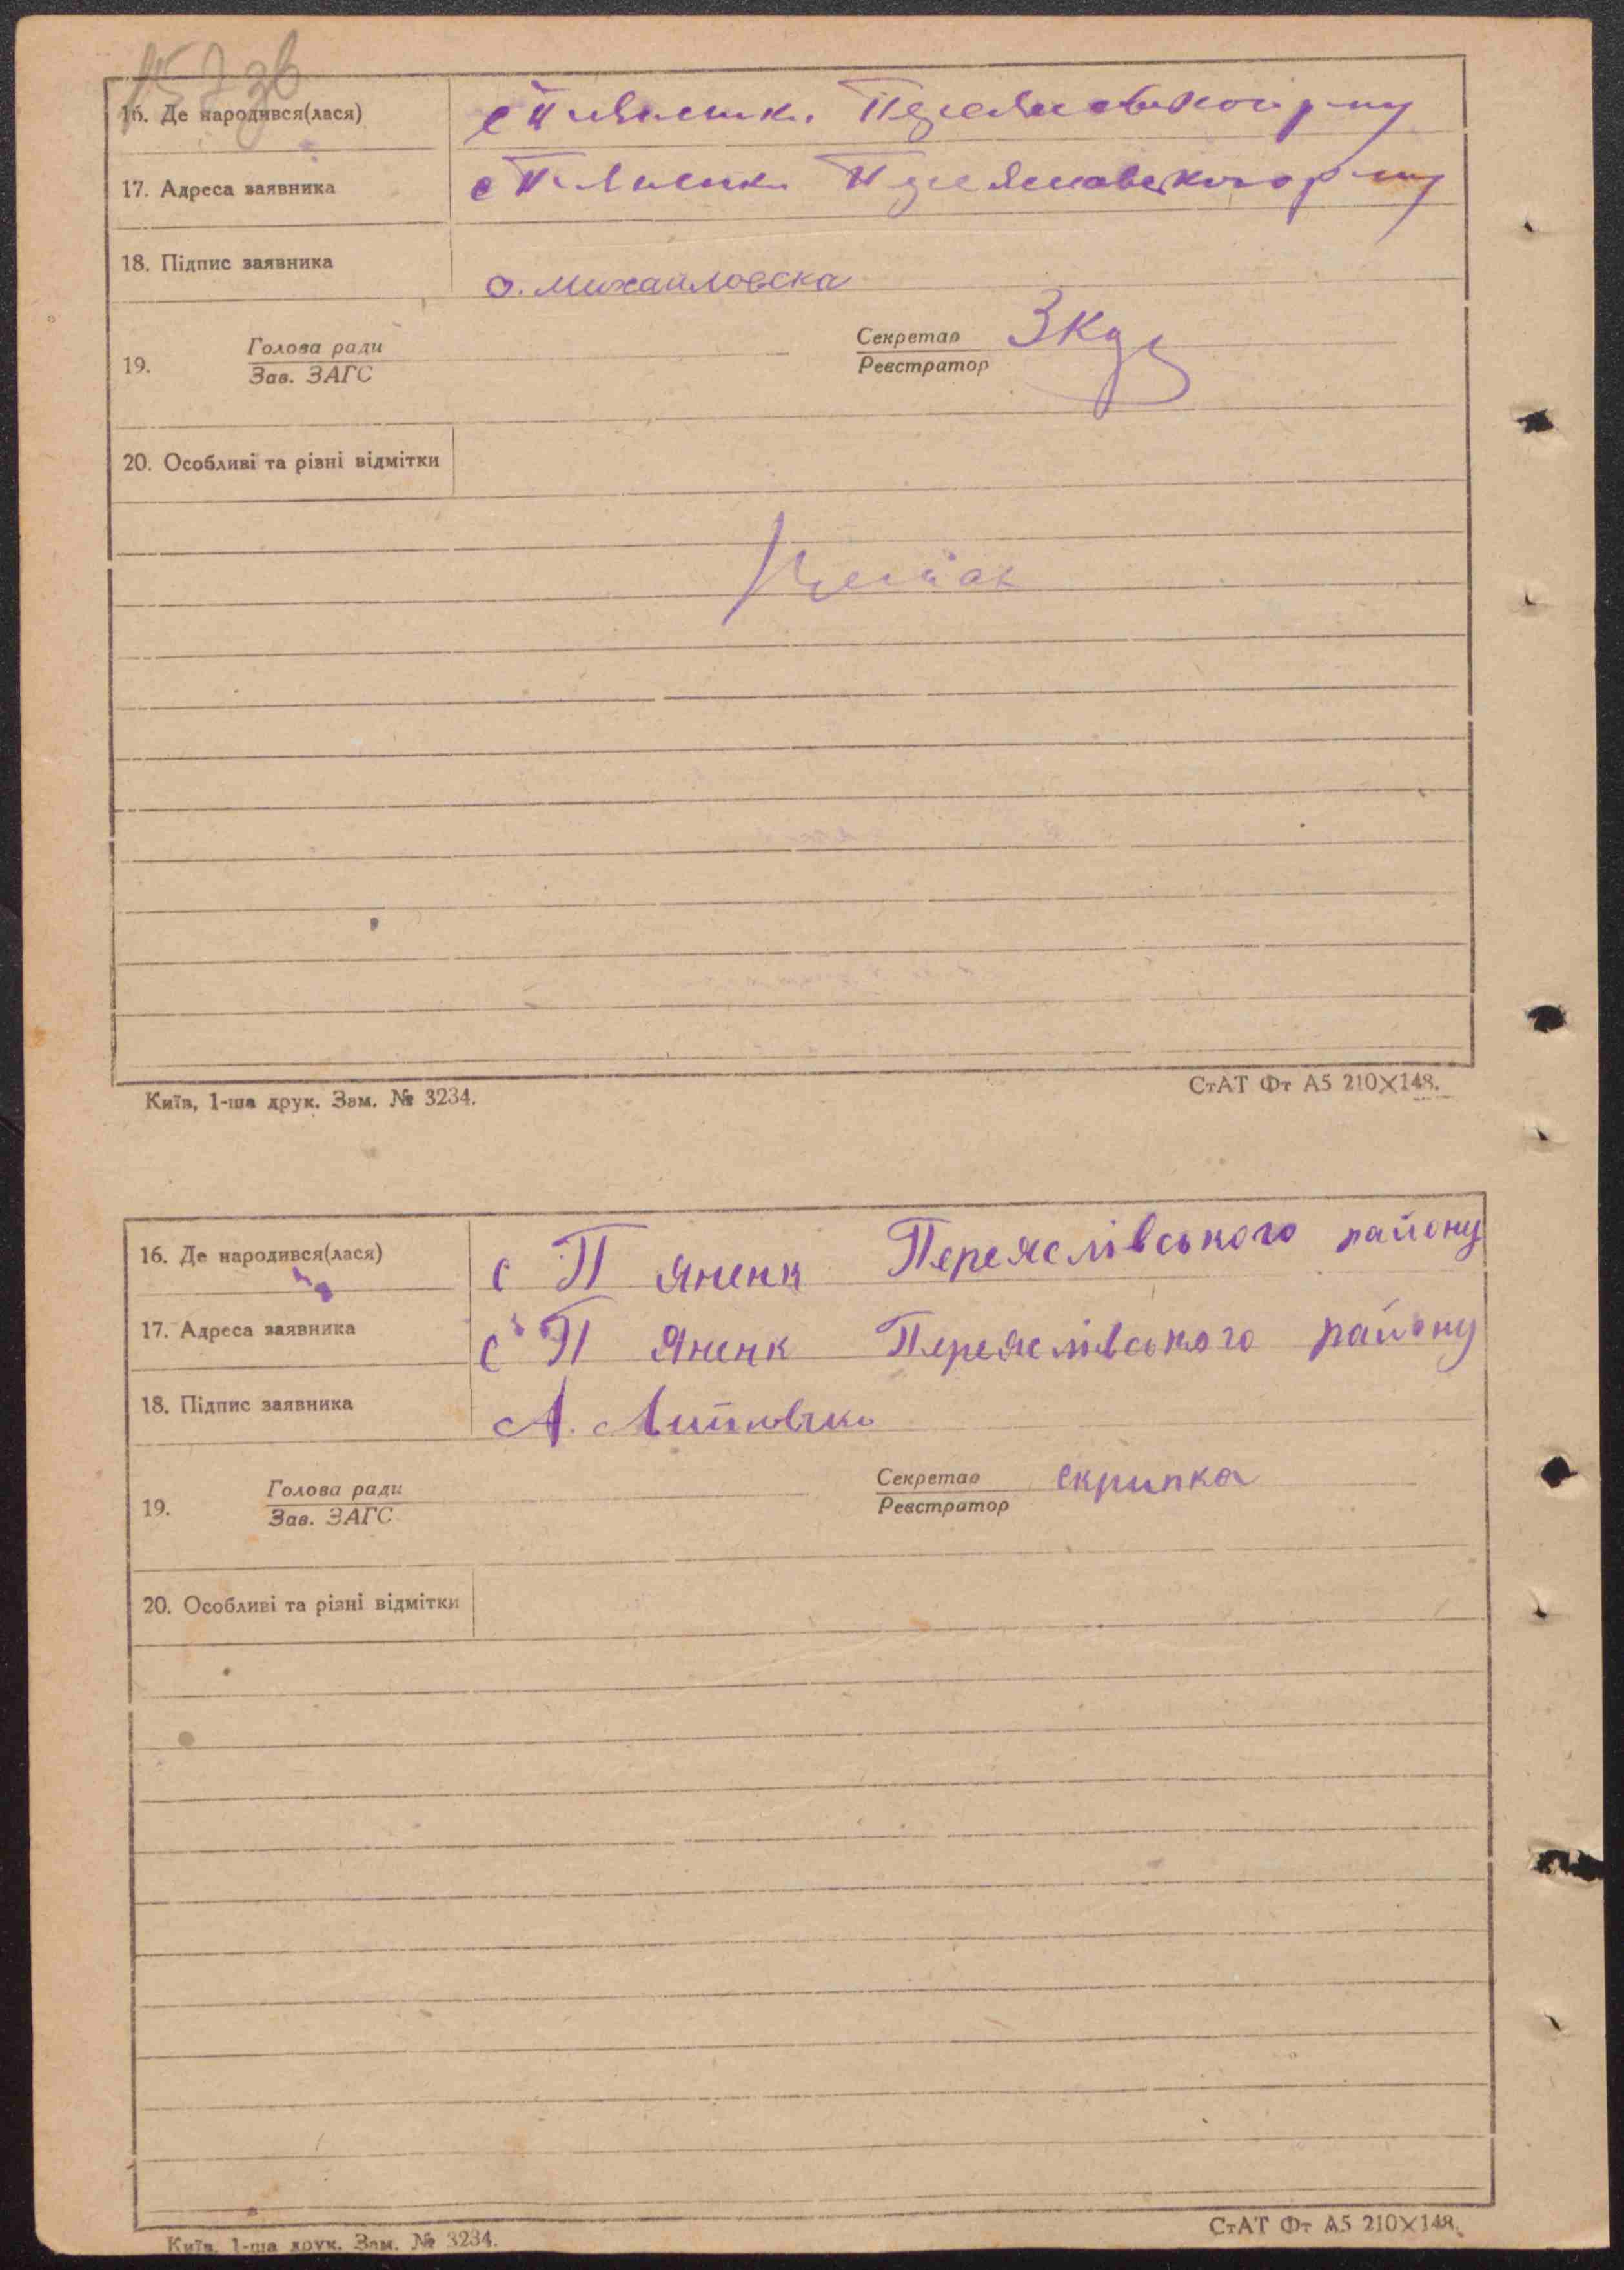 157 зв
16. Де народився(лася)
17. Адреса заявника
18. Підпис заявника о. михайловска
19. Голова ради
Зав. ЗАГС
Секретар
Реєстратор
20. Особливі та різні відмітки
Київ, 1-ша друк. Зам. № 3234.
СтАТ Фт А5 210×148.
16. Де народився(лася) с П яненк Переяслівського району
17. Адреса заявника с П яненк Переяслівського району
18. Підпис заявника А.
19. Голова ради
Зав. ЗАГС
Секретар скрипка
Реєстратор
20. Особливі та різні відмітки
Київ, 1-ша друк. Зам. № 3234.
СтАТ Фт А5 210×148.